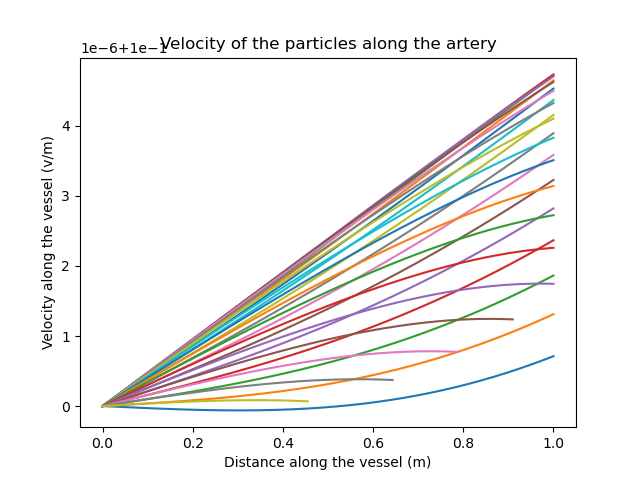 Velocity of the particles along the artery
1e−6+1e−1
4
3
2
1
0
Velocity along the vessel (v/m)
0.0 0.2 0.4 0.6 0.8 1.0
Distance along the vessel (m)